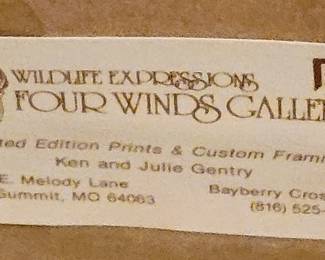 WILDLIFE EXPRESSIONS
FOUR WINDS GALLE
ted Edition Prints & Custom Frami
Ken and Julie Gentry
E. Melody Lane
Bayberry Cros
Summit, MO 64063
(816) 525-